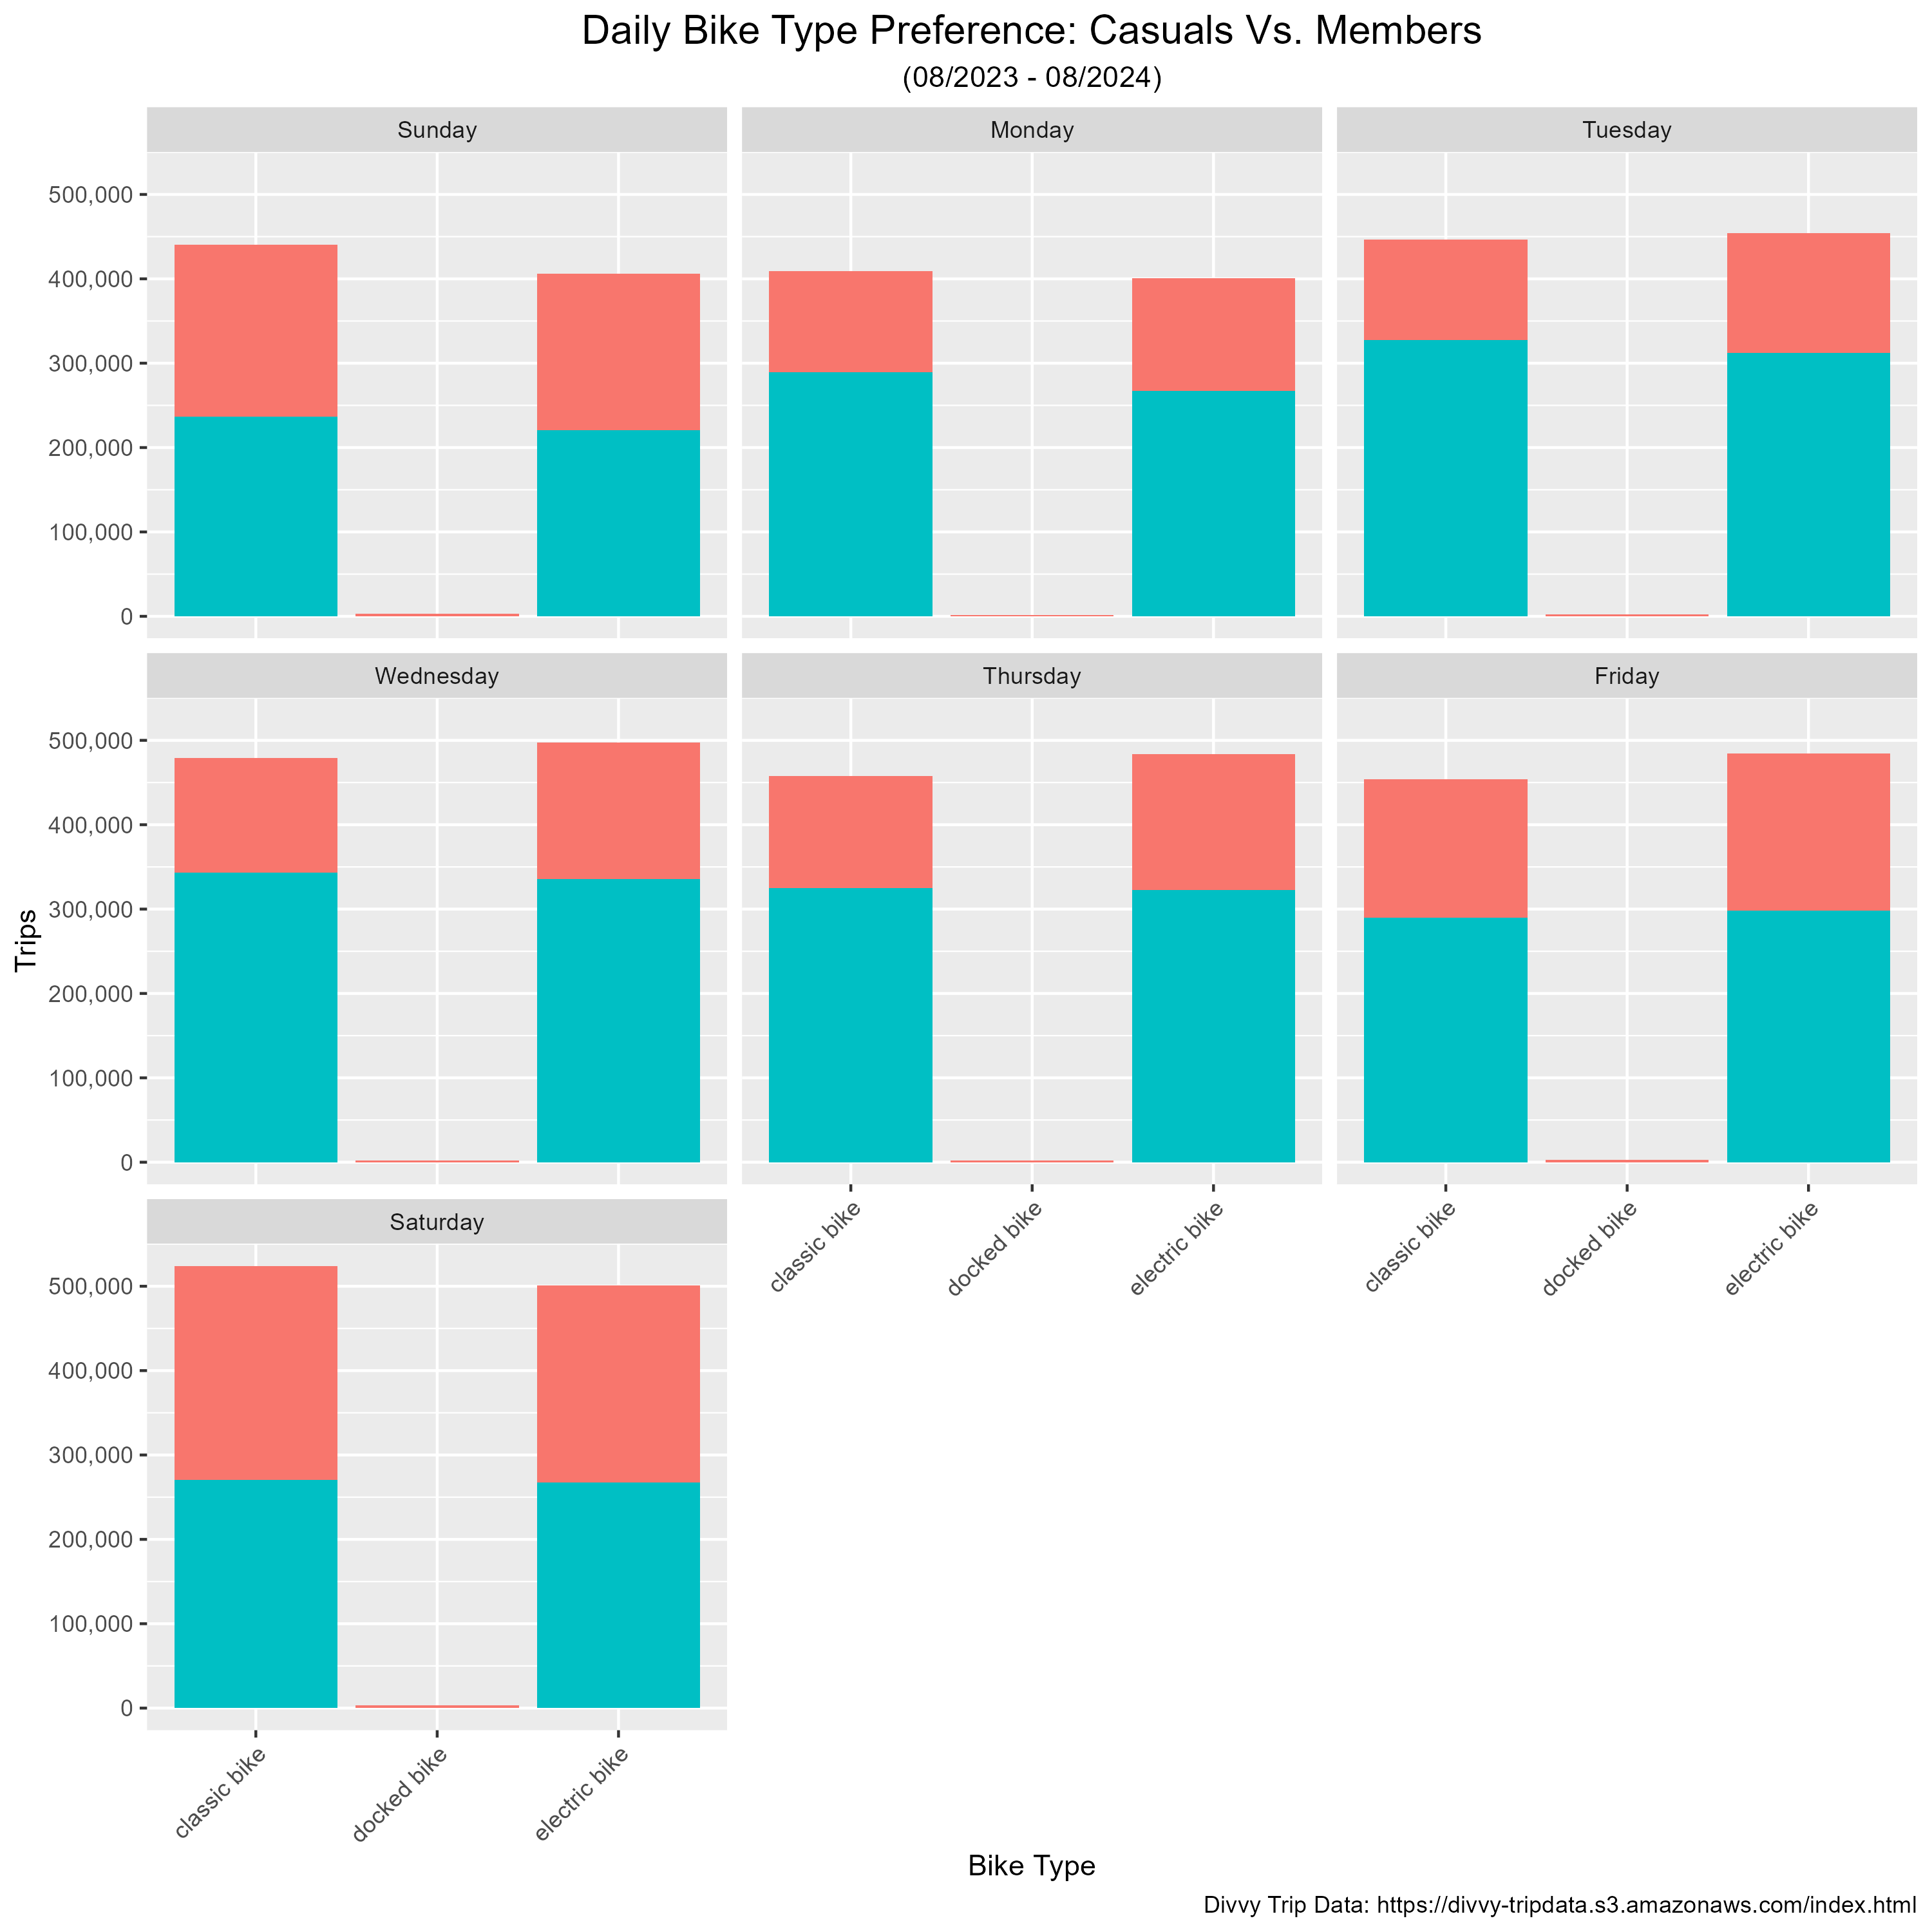 Daily Bike Type Preference: Casuals Vs. Members
(08/2023 - 08/2024)
Sunday
Monday
Tuesday
500,000
400,000
300,000
200,000
100,000
0
Wednesday
Thursday
Friday
500,000
400,000
300,000
200,000
100,000
0
Trips
classic bike
docked bike
electric bike
classic bike
docked bike
electric bike
Saturday
500,000
400,000
300,000
200,000
100,000
0
classic bike
docked bike
electric bike
Bike Type
Divvy Trip Data: https://divvy-tripdata.s3.amazonaws.com/index.html